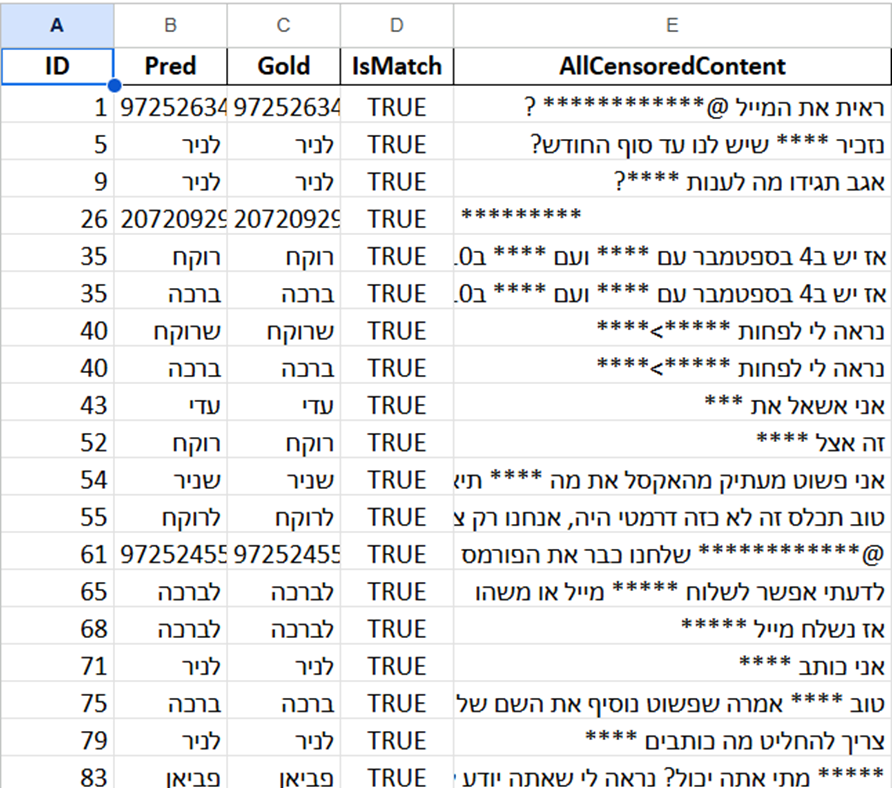 A B C D E
ID Pred Gold IsMatch AllCensoredContent
1 97252634 97252634 TRUE ראית את המייל @************ ?
5 לניר לניר TRUE נזכיר **** שיש לנו עד סוף החודש?
9 לניר לניר TRUE אגב תגידו מה לענות ****?
26 20720929 20720929 TRUE *********
35 רוקח רוקח TRUE אז יש ב4 בספטמבר עם **** ועם **** ב10.
35 ברכה ברכה TRUE אז יש ב4 בספטמבר עם **** ועם **** ב10.
40 שרוקח שרוקח TRUE נראה לי לפחות *****>****
40 ברכה ברכה TRUE נראה לי לפחות *****>****
43 עדי עדי TRUE אני אשאל את ***
52 רוקח רוקח TRUE זה אצל ****
54 שניר שניר TRUE אני פשוט מעתיק מהאקסל את מה ****
55 לרוקח לרוקח TRUE טוב תכלס זה לא כזה דרמטי היה, אנחנו רק
61 97252455 97252455 TRUE @************ שלחנו כבר את הפורמס
65 לברכה לברכה TRUE לדעתי אפשר לשלוח ***** מייל או משהו
68 לברכה לברכה TRUE אז נשלח מייל *****
71 לניר לניר TRUE אני כותב ****
75 ברכה ברכה TRUE טוב **** אמרה שפשוט נוסיף את השם של
79 לניר לניר TRUE צריך להחליט מה כותבים ****
83 פביאן פביאן TRUE ***** מתי אתה יכול? נראה לי שאתה יודע